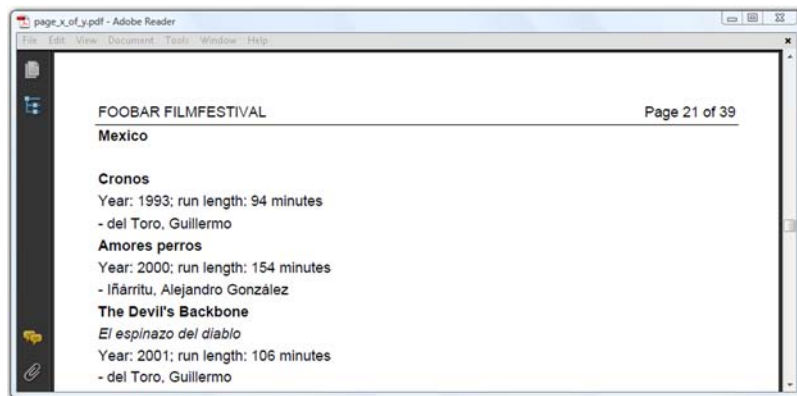 page_x_of_y.pdf - Adobe Reader
File Edit View Document Tools Window Help
FOOBAR FILMFESTIVAL Page 21 of 39
Mexico
Cronos
Year: 1993; run length: 94 minutes
- del Toro, Guillermo
Amores perros
Year: 2000; run length: 154 minutes
- Iñárritu, Alejandro González
The Devil's Backbone
El espinazo del diablo
Year: 2001; run length: 106 minutes
- del Toro, Guillermo